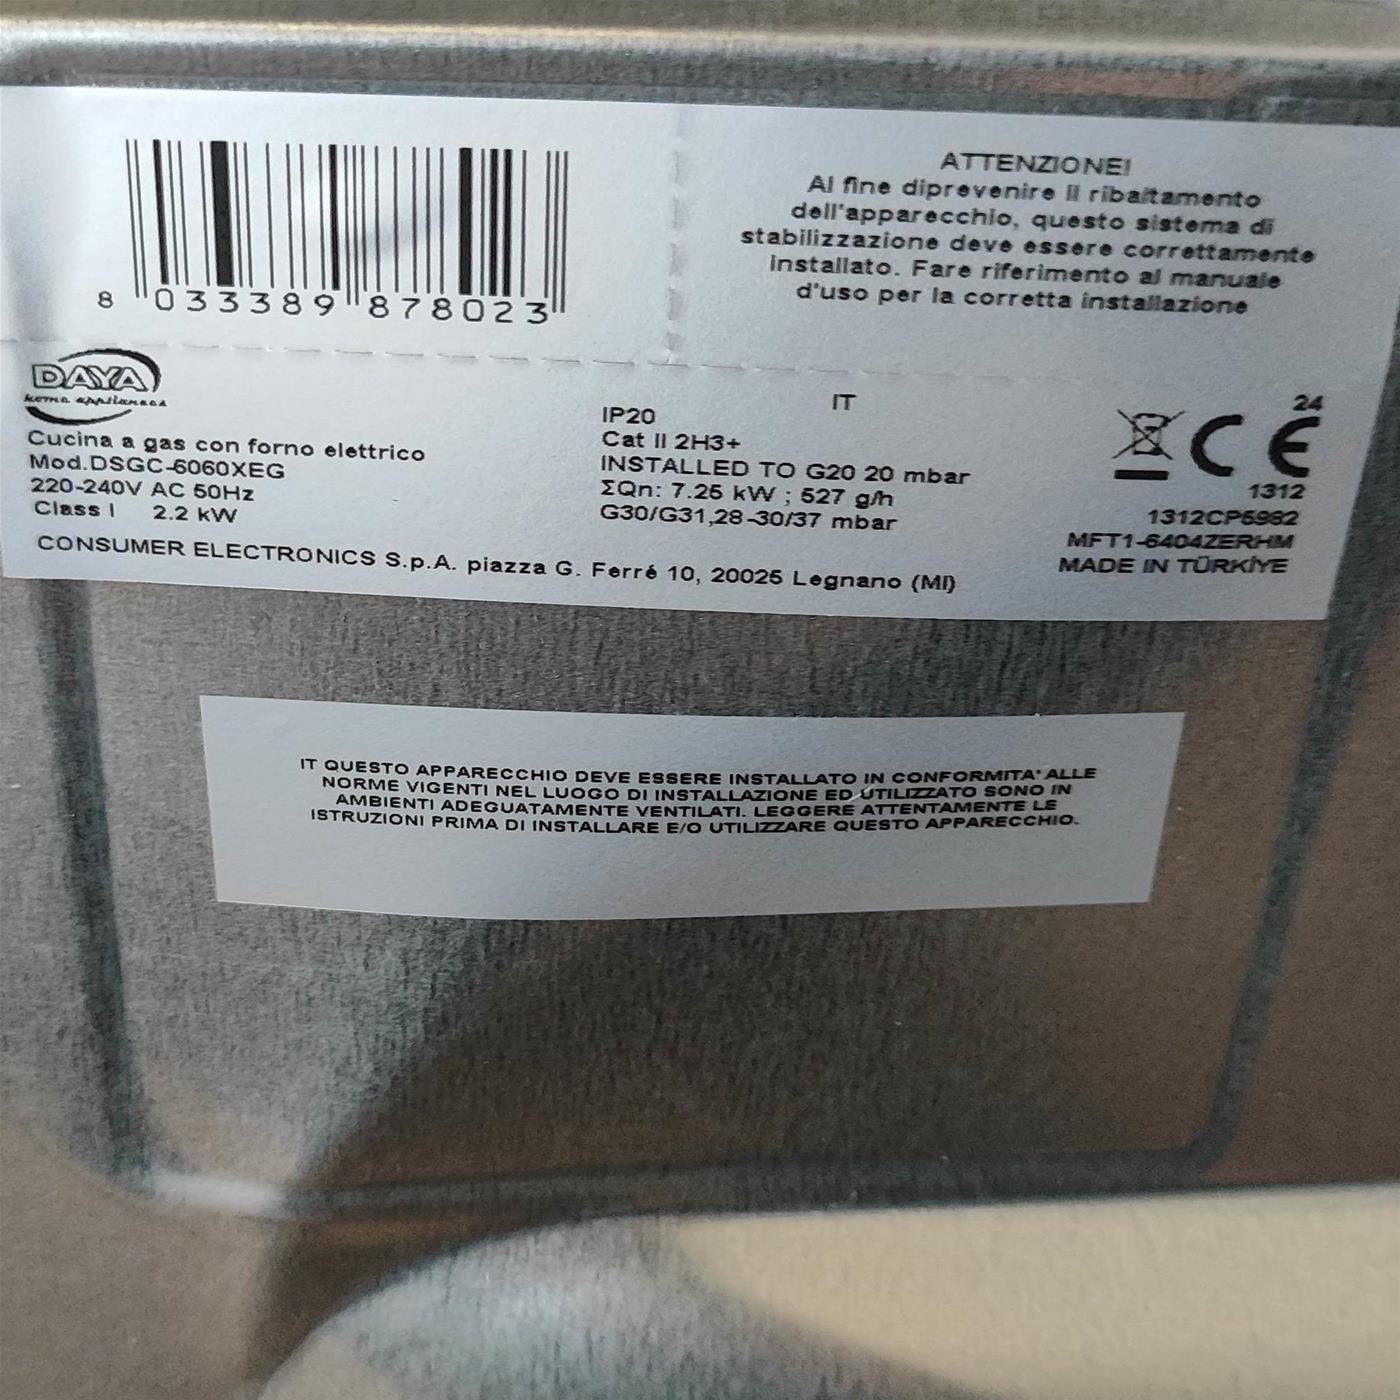 8 033389 878023
ATTENZIONE!
Al fine diprevenire il ribaltamento
dell'apparecchio, questo sistema di
stabilizzazione deve essere correttamente
installato. Fare riferimento al manuale
d'uso per la corretta installazione
DAYA
home appliances
Cucina a gas con forno elettrico
Mod.DSGC-6060XEG
220-240V AC 50Hz
Class I 2.2 kW
IT
IP20
Cat II 2H3+
INSTALLED TO G20 20 mbar
ΣQn: 7.25 kW ; 527 g/h
G30/G31,28-30/37 mbar
24
CE
1312
1312CP5982
MFT1-6404ZERHM
MADE IN TÜRKİYE
CONSUMER ELECTRONICS S.p.A. piazza G. Ferré 10, 20025 Legnano (MI)
IT QUESTO APPARECCHIO DEVE ESSERE INSTALLATO IN CONFORMITA' ALLE
NORME VIGENTI NEL LUOGO DI INSTALLAZIONE ED UTILIZZATO SONO IN
AMBIENTI ADEGUATAMENTE VENTILATI. LEGGERE ATTENTAMENTE LE
ISTRUZIONI PRIMA DI INSTALLARE E/O UTILIZZARE QUESTO APPARECCHIO.